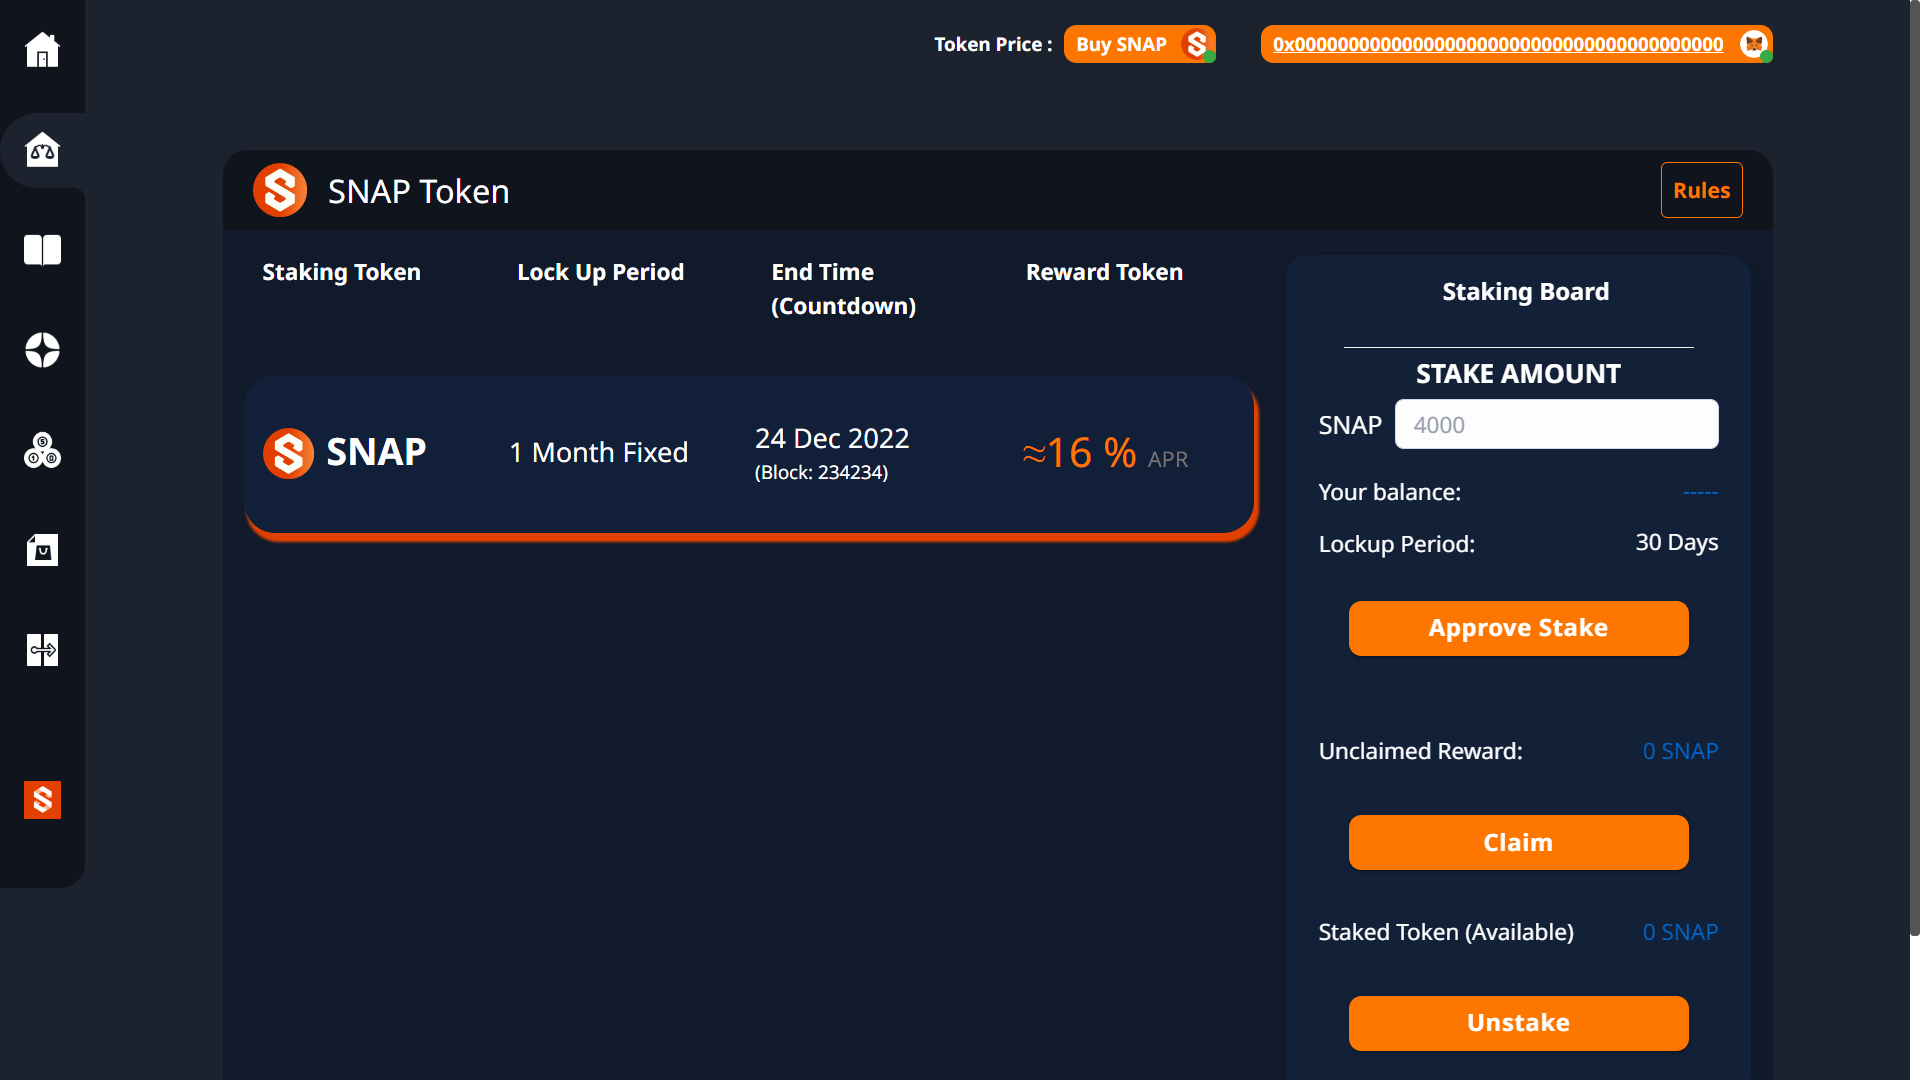 Token Price :
Buy SNAP
0x0000000000000000000000000000000000000000
SNAP Token
Rules
Staking Token
Lock Up Period
End Time
(Countdown)
Reward Token
SNAP
1 Month Fixed
24 Dec 2022
(Block: 234234)
≈16 % APR
Staking Board
STAKE AMOUNT
SNAP 4000
Your balance: -----
Lockup Period: 30 Days
Approve Stake
Unclaimed Reward: 0 SNAP
Claim
Staked Token (Available) 0 SNAP
Unstake